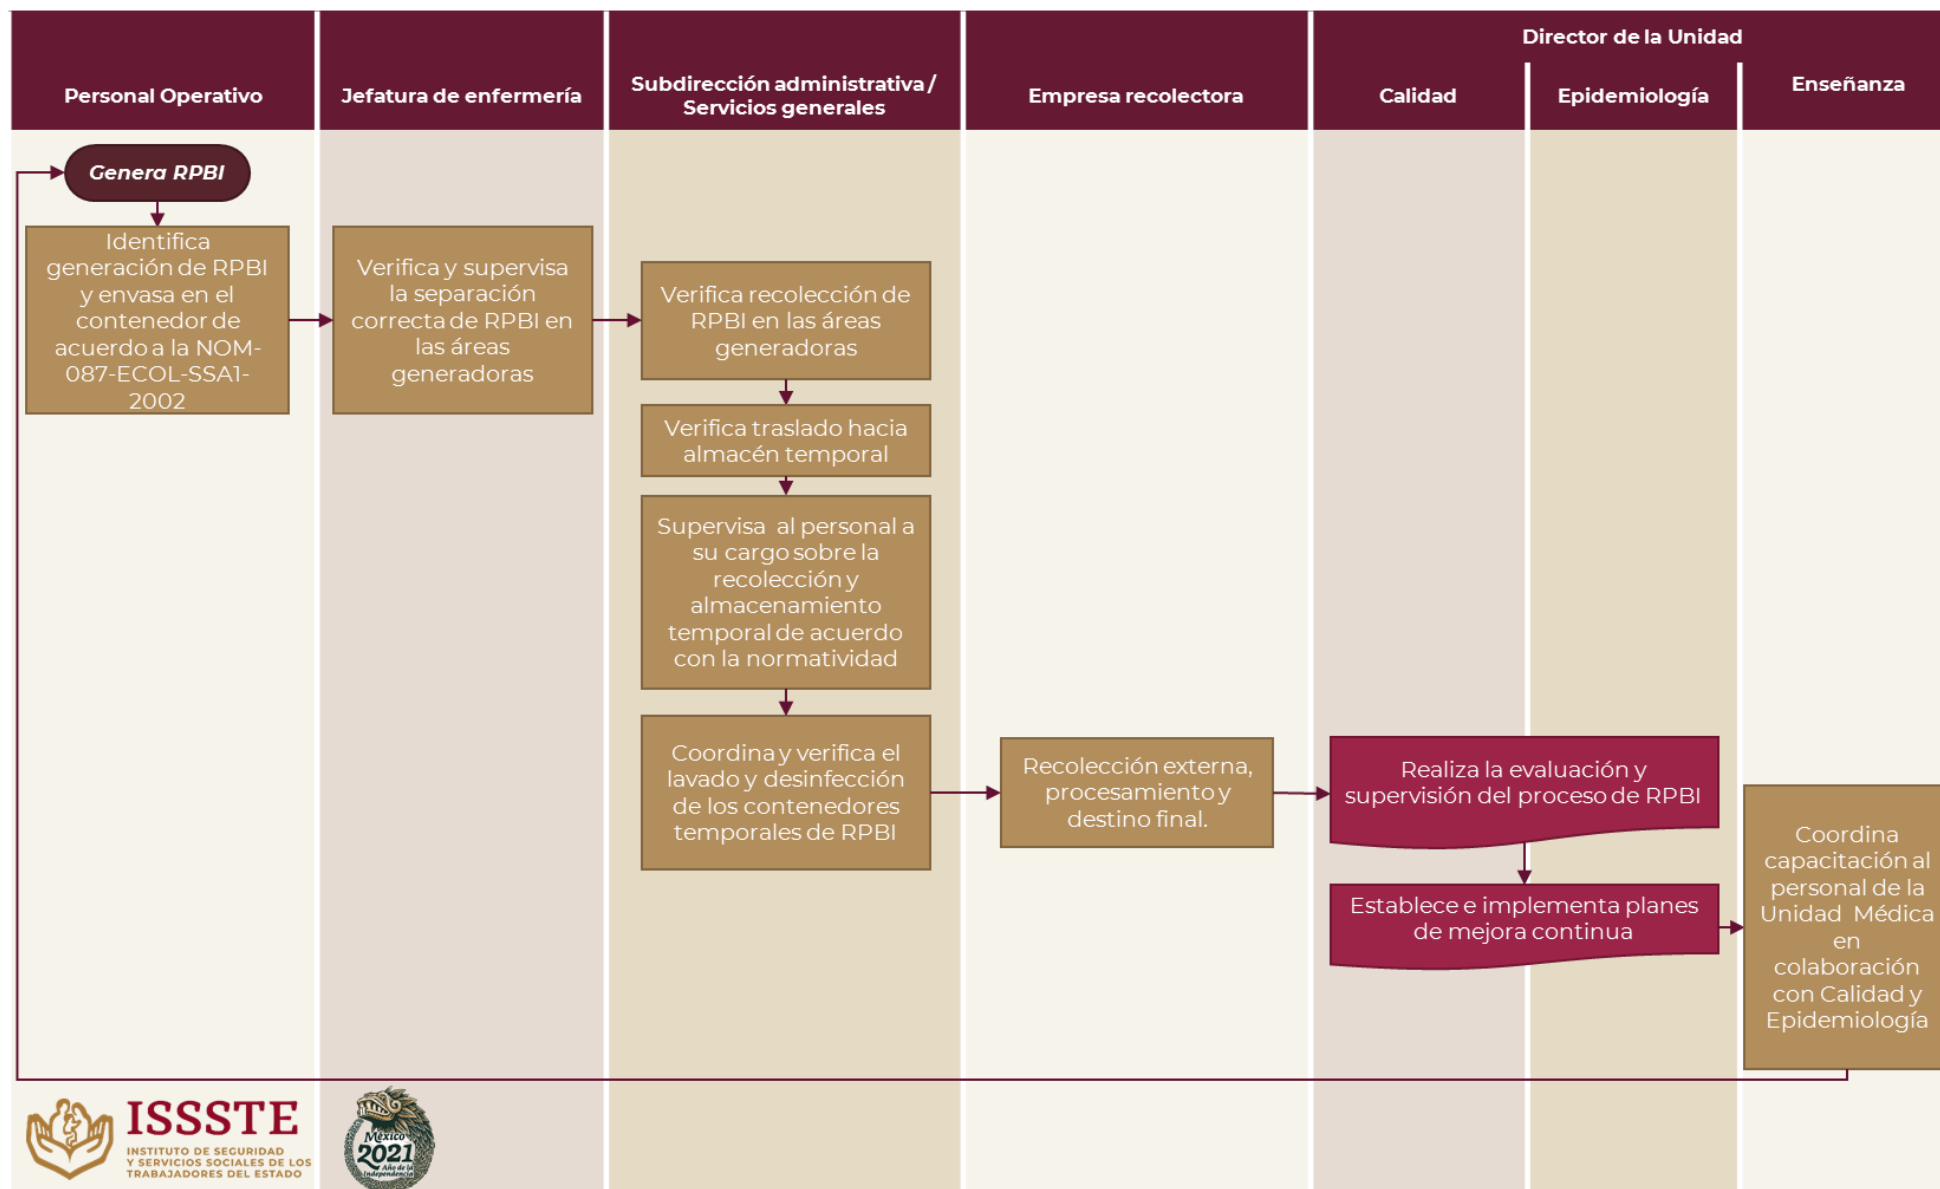 Director de la Unidad
Personal Operativo
Jefatura de enfermería
Subdirección administrativa /
Servicios generales
Empresa recolectora
Calidad
Epidemiología
Enseñanza
Genera RPBI
Identifica
generación de RPBI
y envasa en el
contenedor de
acuerdo a la NOM-
087-ECOL-SSA1-
2002
Verifica y supervisa
la separación
correcta de RPBI en
las áreas
generadoras
Verifica recolección de
RPBI en las áreas
generadoras
Verifica traslado hacia
almacén temporal
Supervisa al personal a
su cargo sobre la
recolección y
almacenamiento
temporal de acuerdo
con la normatividad
Coordina y verifica el
lavado y desinfección
de los contenedores
temporales de RPBI
Recolección externa,
procesamiento y
destino final.
Realiza la evaluación y
supervisión del proceso de RPBI
Establece e implementa planes
de mejora continua
Coordina
capacitación al
personal de la
Unidad Médica
en
colaboración
con Calidad y
Epidemiología
ISSSTE
INSTITUTO DE SEGURIDAD
Y SERVICIOS SOCIALES DE LOS
TRABAJADORES DEL ESTADO
México
2021
Año de la
Independencia